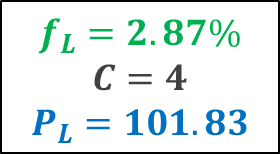 f_L = 2.87%
C = 4
P_L = 101.83